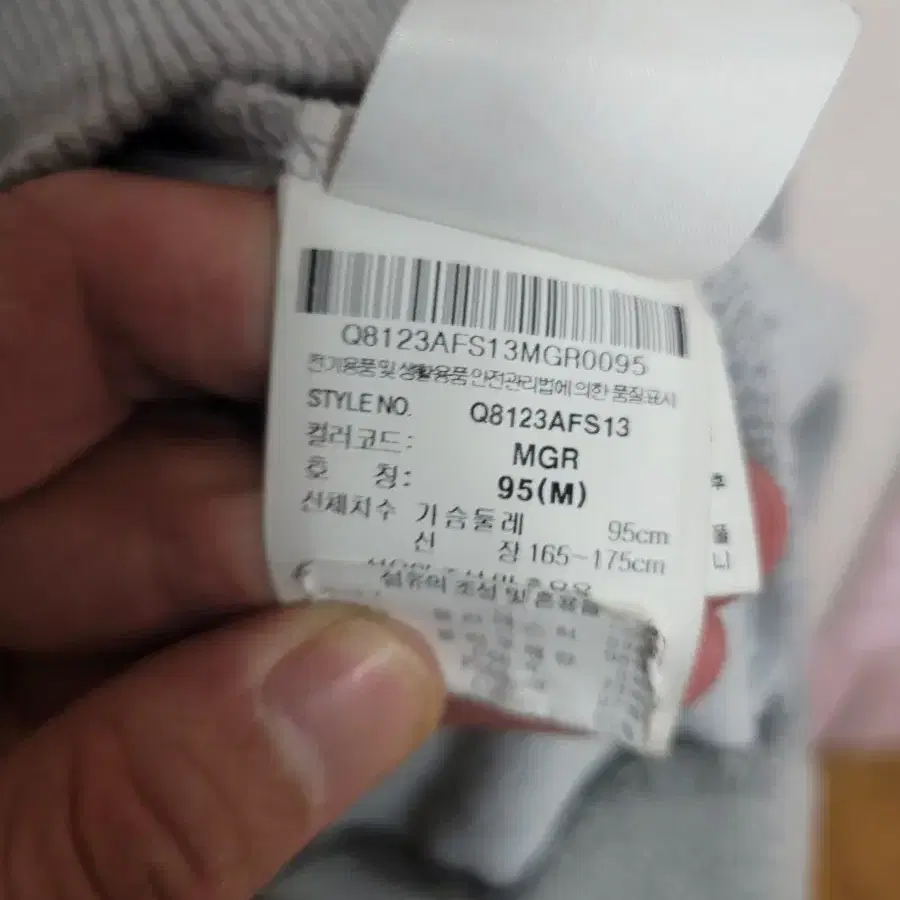 Q8123AFS13MGR0095
전기용품 및 생활용품 안전관리법에 의한 품질표시
STYLE NO. Q8123AFS13
컬러코드: MGR
호 칭: 95(M)
신체치수 가슴둘레 95cm
신 장 165~175cm
섬유의 조성 및 혼용률
후
니